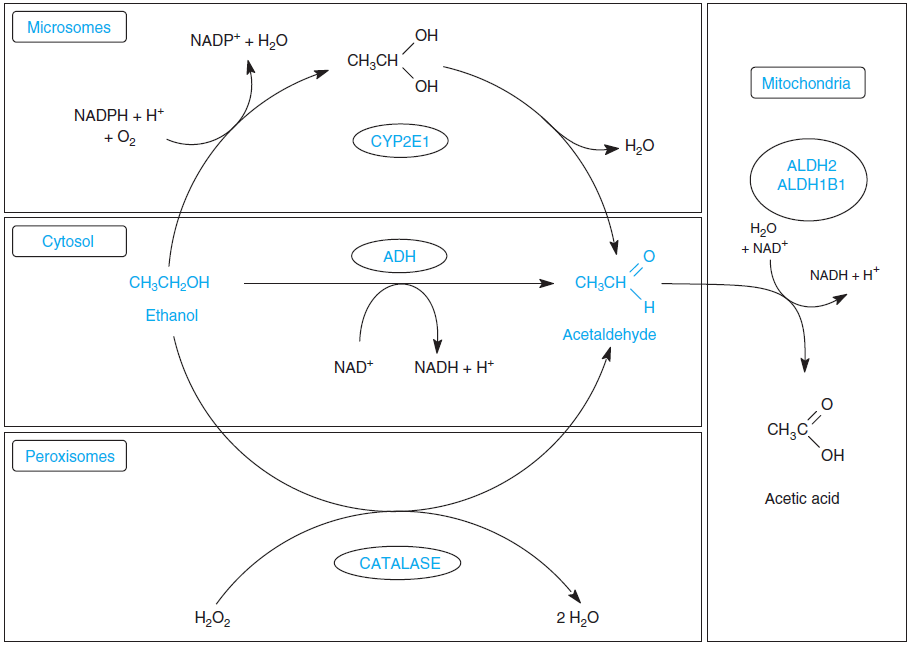 Microsomes
NADP⁺ + H₂O
NADPH + H⁺
+ O₂
OH
CH₃CH
OH
CYP2E1
H₂O
Cytosol
ADH
CH₃CH₂OH
Ethanol
NAD⁺
NADH + H⁺
O
CH₃CH
H
Acetaldehyde
Peroxisomes
CATALASE
H₂O₂
2 H₂O
Mitochondria
ALDH2
ALDH1B1
H₂O
+ NAD⁺
NADH + H⁺
O
CH₃C
OH
Acetic acid